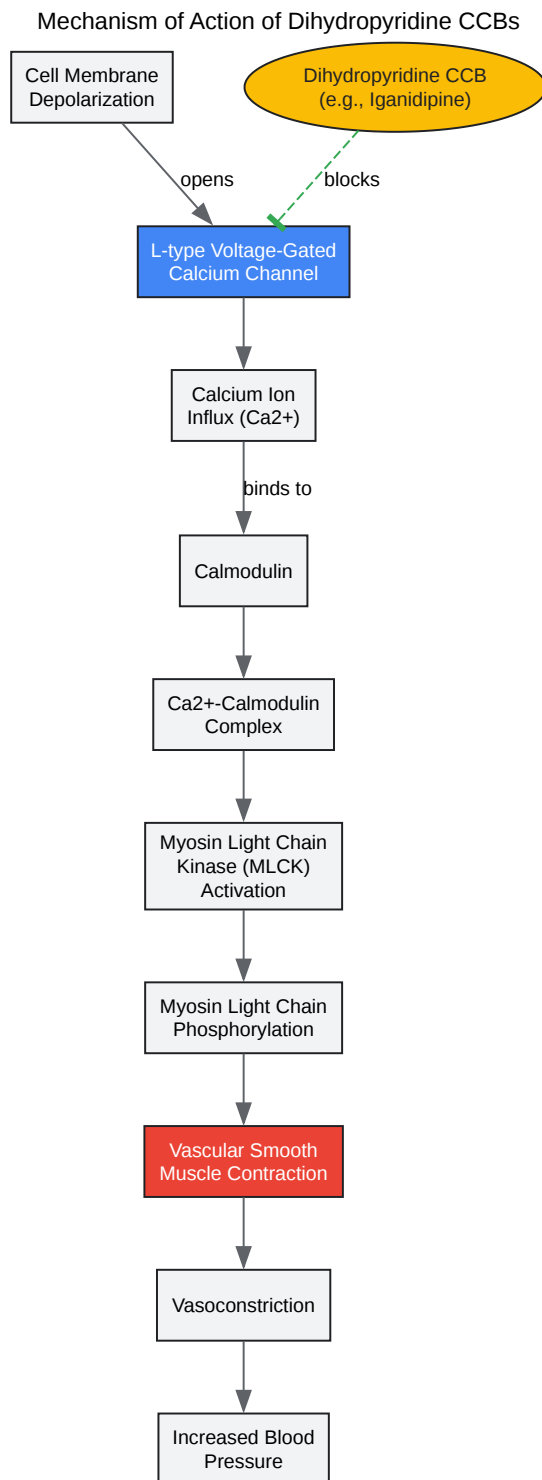 Mechanism of Action of Dihydropyridine CCBs
Cell Membrane
Depolarization
Dihydropyridine CCB
(e.g., Iganidipine)
opens
blocks
L-type Voltage-Gated
Calcium Channel
Calcium Ion
Influx (Ca2+)
binds to
Calmodulin
Ca2+-Calmodulin
Complex
Myosin Light Chain
Kinase (MLCK)
Activation
Myosin Light Chain
Phosphorylation
Vascular Smooth
Muscle Contraction
Vasoconstriction
Increased Blood
Pressure